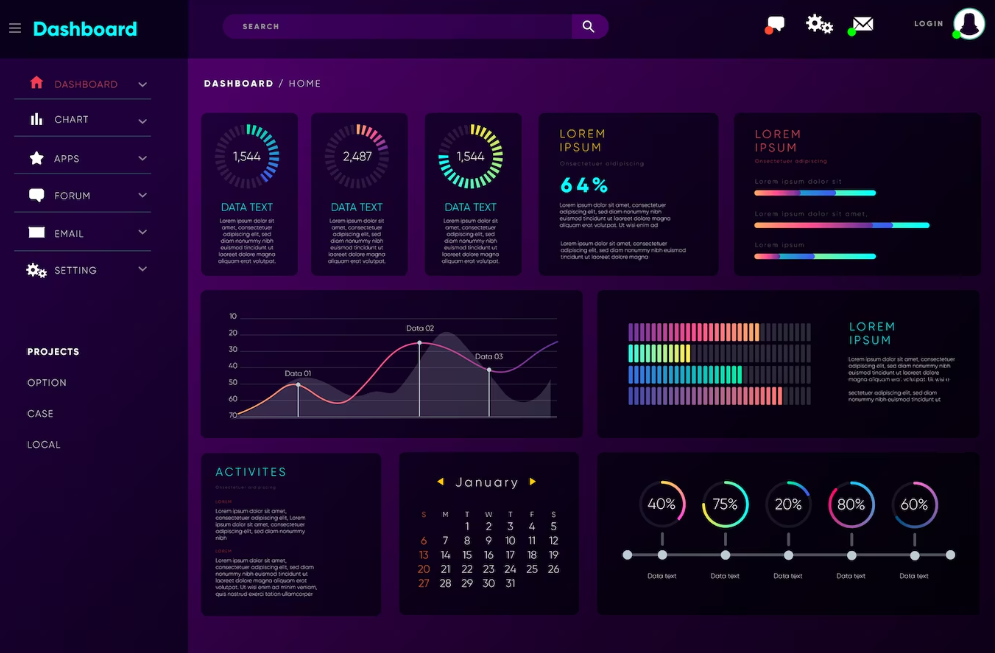 Dashboard
SEARCH
LOGIN
DASHBOARD
CHART
APPS
FORUM
EMAIL
SETTING
PROJECTS
OPTION
CASE
LOCAL
DASHBOARD / HOME
1,544
DATA TEXT
Lorem ipsum dolor sit
amet, consectetuer
adipiscing elit, sed
diam nonummy nibh
euismod tincidunt ut
laoreet dolore magna
aliquam erat volutpat.
2,487
DATA TEXT
Lorem ipsum dolor sit
amet, consectetuer
adipiscing elit, sed
diam nonummy nibh
euismod tincidunt ut
laoreet dolore magna
aliquam erat volutpat.
1,544
DATA TEXT
Lorem ipsum dolor sit
amet, consectetuer
adipiscing elit, sed
diam nonummy nibh
euismod tincidunt ut
laoreet dolore magna
aliquam erat volutpat.
LOREM
IPSUM
64%
Lorem ipsum dolor sit amet, consectetuer
adipiscing elit, sed diam nonummy nibh
euismod tincidunt ut laoreet dolore magna
aliquam erat volutpat. Ut wisi enim ad
Lorem ipsum dolor sit amet, consectetuer
adipiscing elit, sed diam nonummy nibh euismod
tincidunt ut laoreet dolore magna
LOREM
IPSUM
Lorem ipsum dolor sit
Lorem ipsum dolor sit amet,
Lorem ipsum
10
20
30
40
50
60
70
Data 01
Data 02
Data 03
LOREM
IPSUM
Lorem ipsum dolor sit amet, consectetuer
adipiscing elit, sed diam nonummy nibh
euismod tincidunt ut laoreet dolore magna
aliquam erat volutpat. Ut wisi
sectetuer adipiscing elit, sed diam
nonummy nibh euismod tincidunt ut
ACTIVITES
LOREM
Lorem ipsum dolor sit amet,
consectetuer adipiscing elit, Lorem
ipsum dolor sit amet,
consectetuer adipiscing elit, sed
diam nonummy
nibh
LOREM
Lorem ipsum dolor sit amet,
consectetuer adipiscing elit, sed
diam nonummy nibh euismod tincidunt ut
laoreet dolore magna aliquam erat
volutpat. Ut wisi enim ad minim veniam,
quis nostrud exerci tation ullamcorper
January
S M T W T F S
1 2 3 4 5
6 7 8 9 10 11 12
13 14 15 16 17 18 19
20 21 22 23 24 25 26
27 28 29 30 31
40%
75%
20%
80%
60%
Data text
Data text
Data text
Data text
Data text